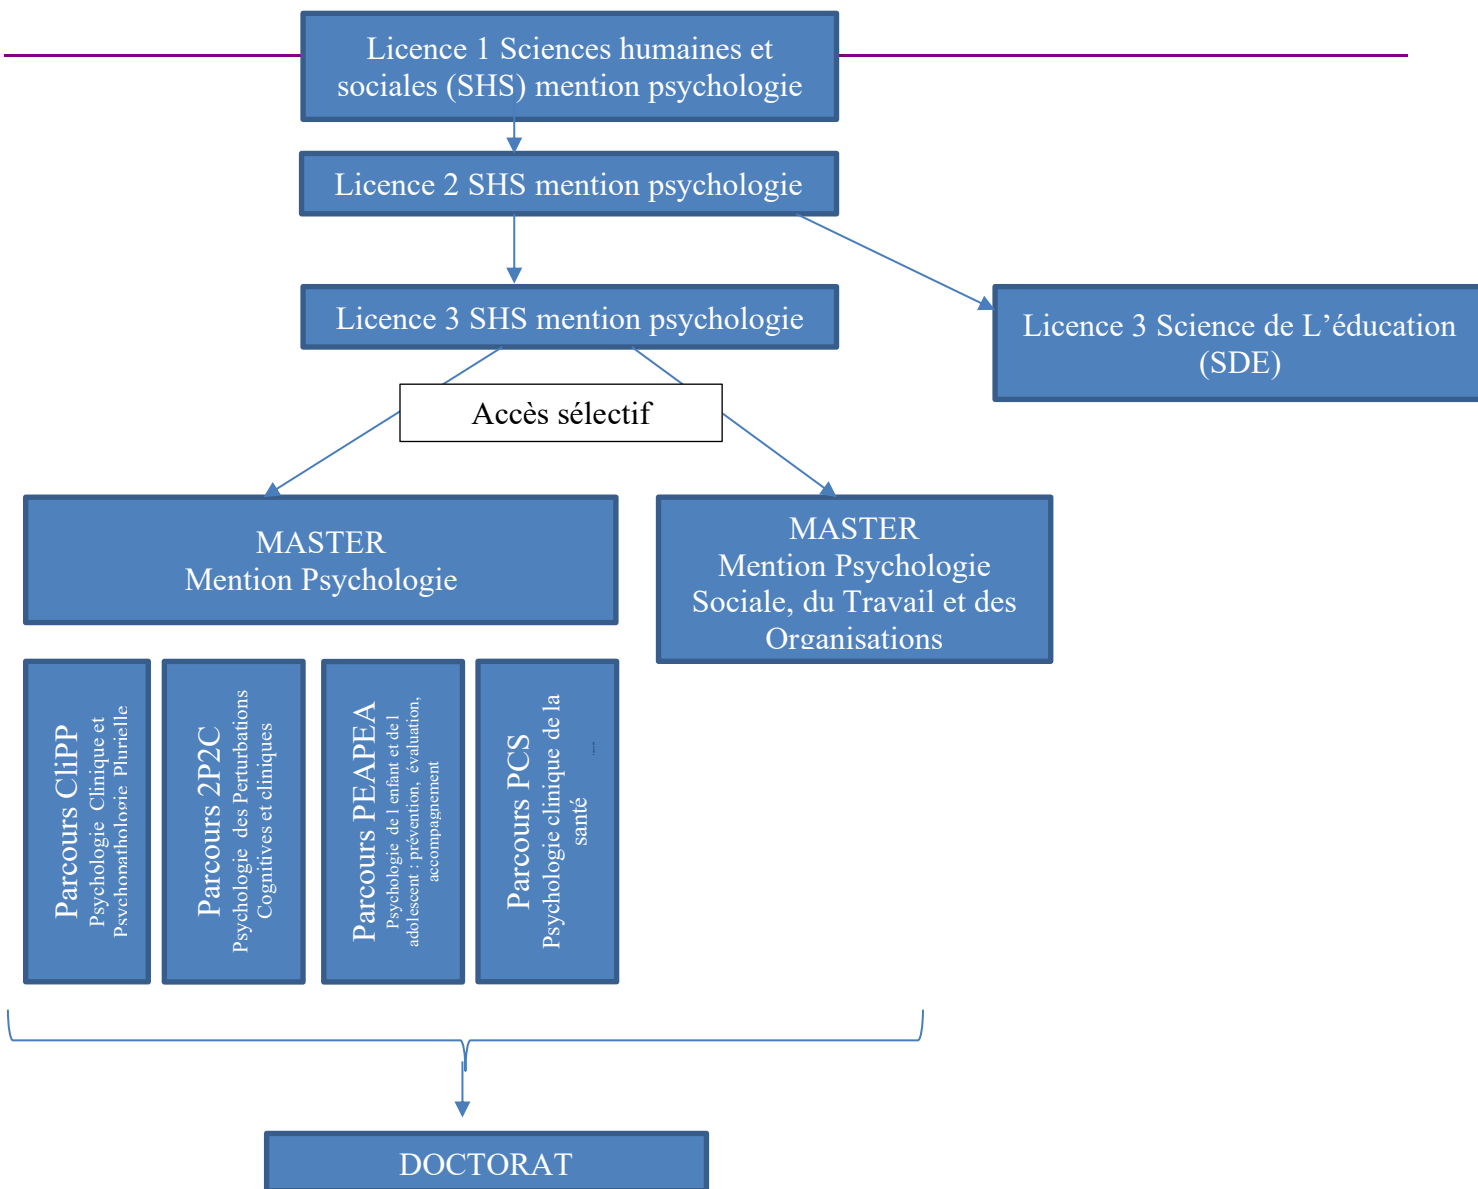 Licence 1 Sciences humaines et
sociales (SHS) mention psychologie
Licence 2 SHS mention psychologie
Licence 3 SHS mention psychologie
Licence 3 Science de L’éducation
(SDE)
Accès sélectif
MASTER
Mention Psychologie
MASTER
Mention Psychologie
Sociale, du Travail et des
Organisations
Parcours CliPP
Psychologie Clinique et
Psychopathologie Plurielle
Parcours 2P2C
Psychologie des Perturbations
Cognitives et cliniques
Parcours PEAPEA
Psychologie de l enfant et de l
adolescent : prévention, évaluation,
accompagnement
Parcours PCS
Psychologie clinique de la
santé
DOCTORAT